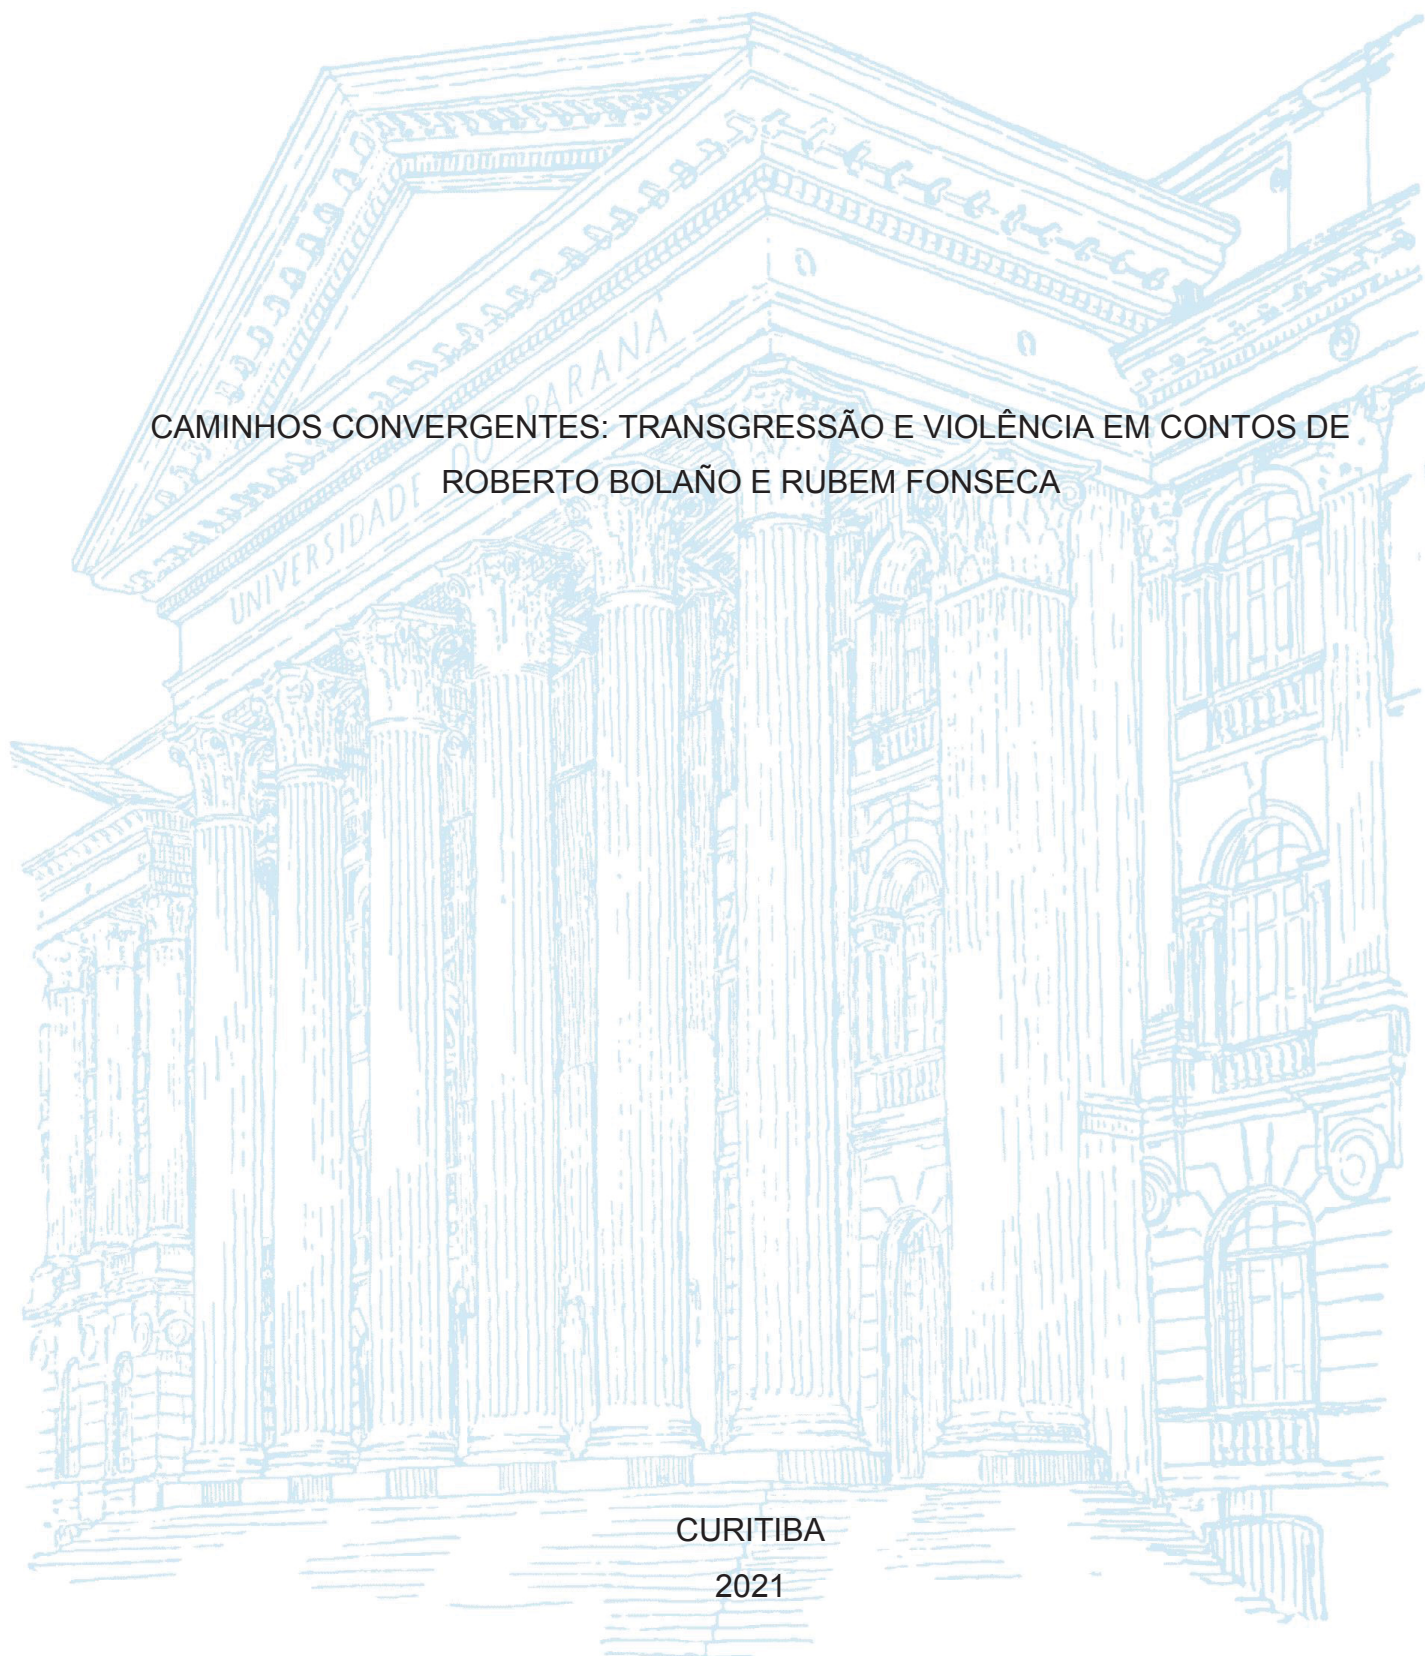 UNIVERSIDADE DO PARANÁ
CAMINHOS CONVERGENTES: TRANSGRESSÃO E VIOLÊNCIA EM CONTOS DE
ROBERTO BOLAÑO E RUBEM FONSECA
CURITIBA
2021